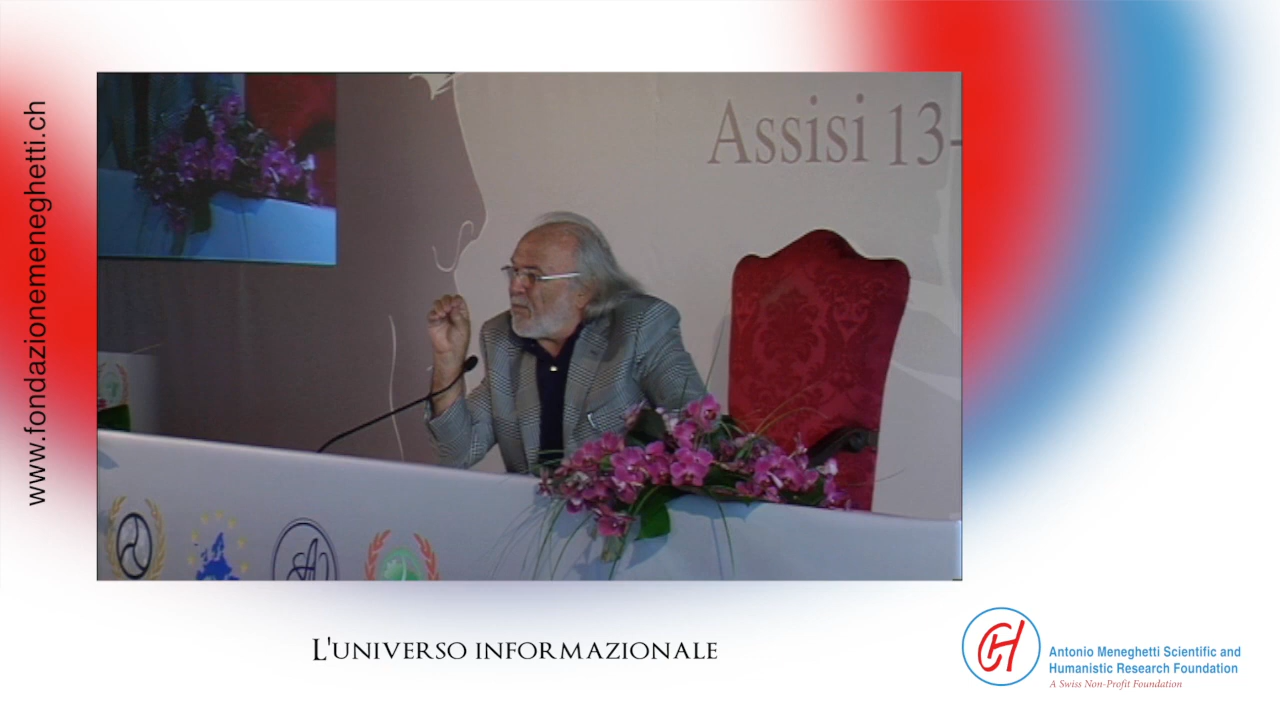 www.fondazionemeneghetti.ch
Assisi 13-
L'universo informazionale
Antonio Meneghetti Scientific and
Humanistic Research Foundation
A Swiss Non-Profit Foundation